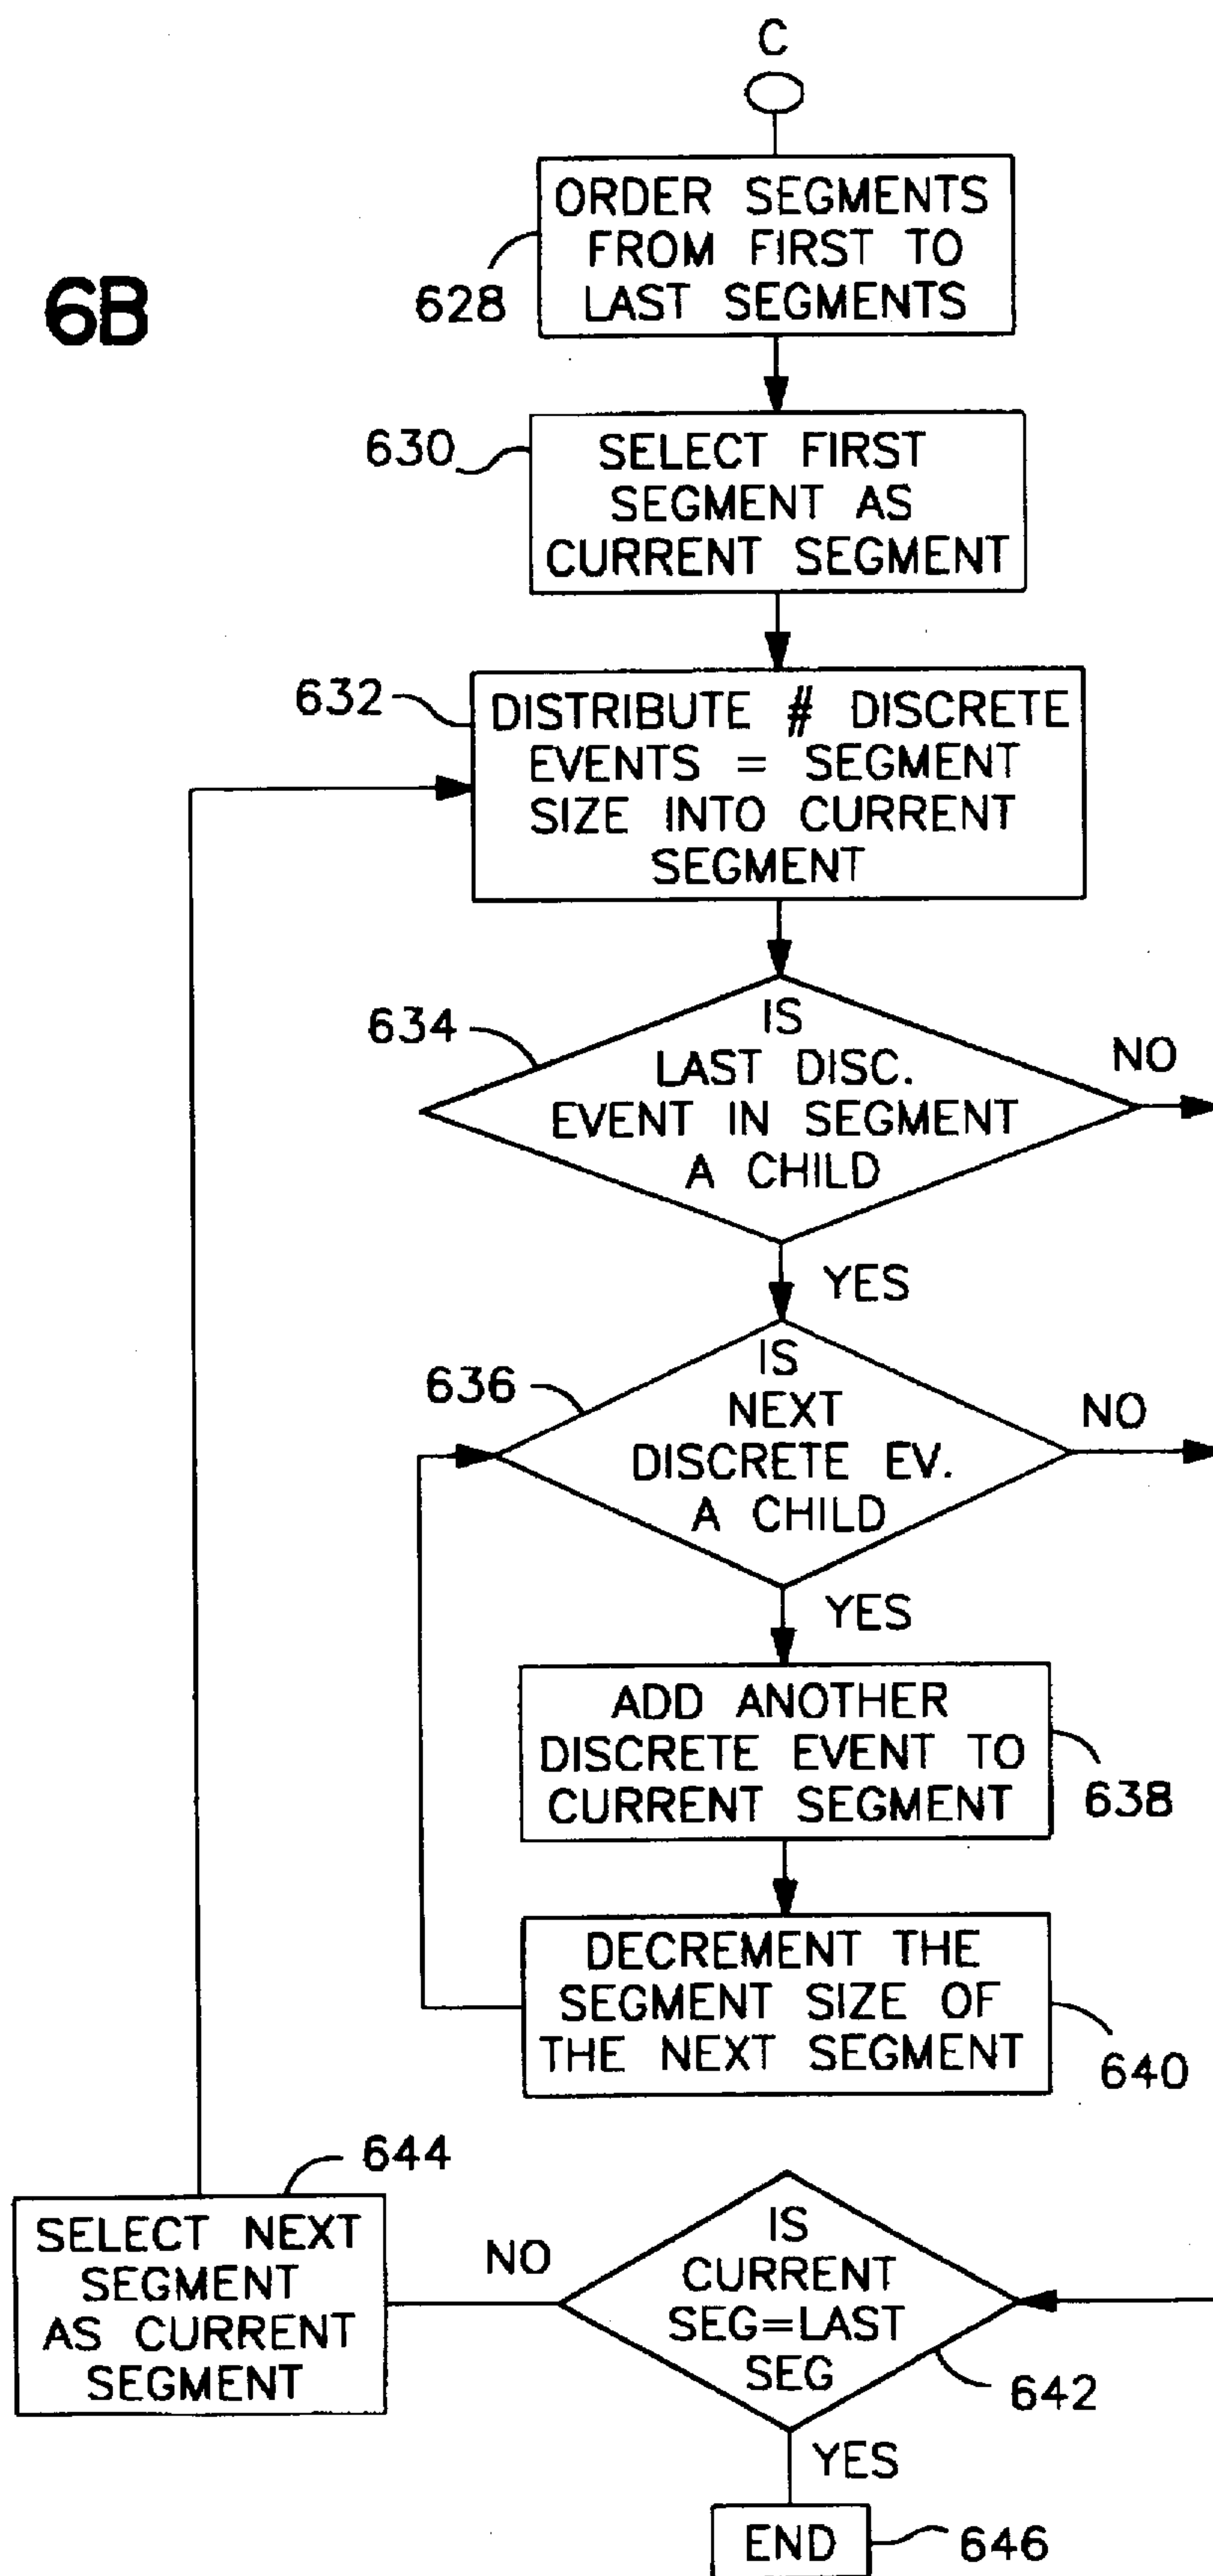 C
6B
ORDER SEGMENTS
FROM FIRST TO
LAST SEGMENTS
628
630
SELECT FIRST
SEGMENT AS
CURRENT SEGMENT
632
DISTRIBUTE # DISCRETE
EVENTS = SEGMENT
SIZE INTO CURRENT
SEGMENT
634
IS
LAST DISC.
EVENT IN SEGMENT
A CHILD
NO
YES
636
IS
NEXT
DISCRETE EV.
A CHILD
NO
YES
ADD ANOTHER
DISCRETE EVENT TO
CURRENT SEGMENT
638
DECREMENT THE
SEGMENT SIZE OF
THE NEXT SEGMENT
640
644
SELECT NEXT
SEGMENT
AS CURRENT
SEGMENT
NO
IS
CURRENT
SEG=LAST
SEG
642
YES
END
646